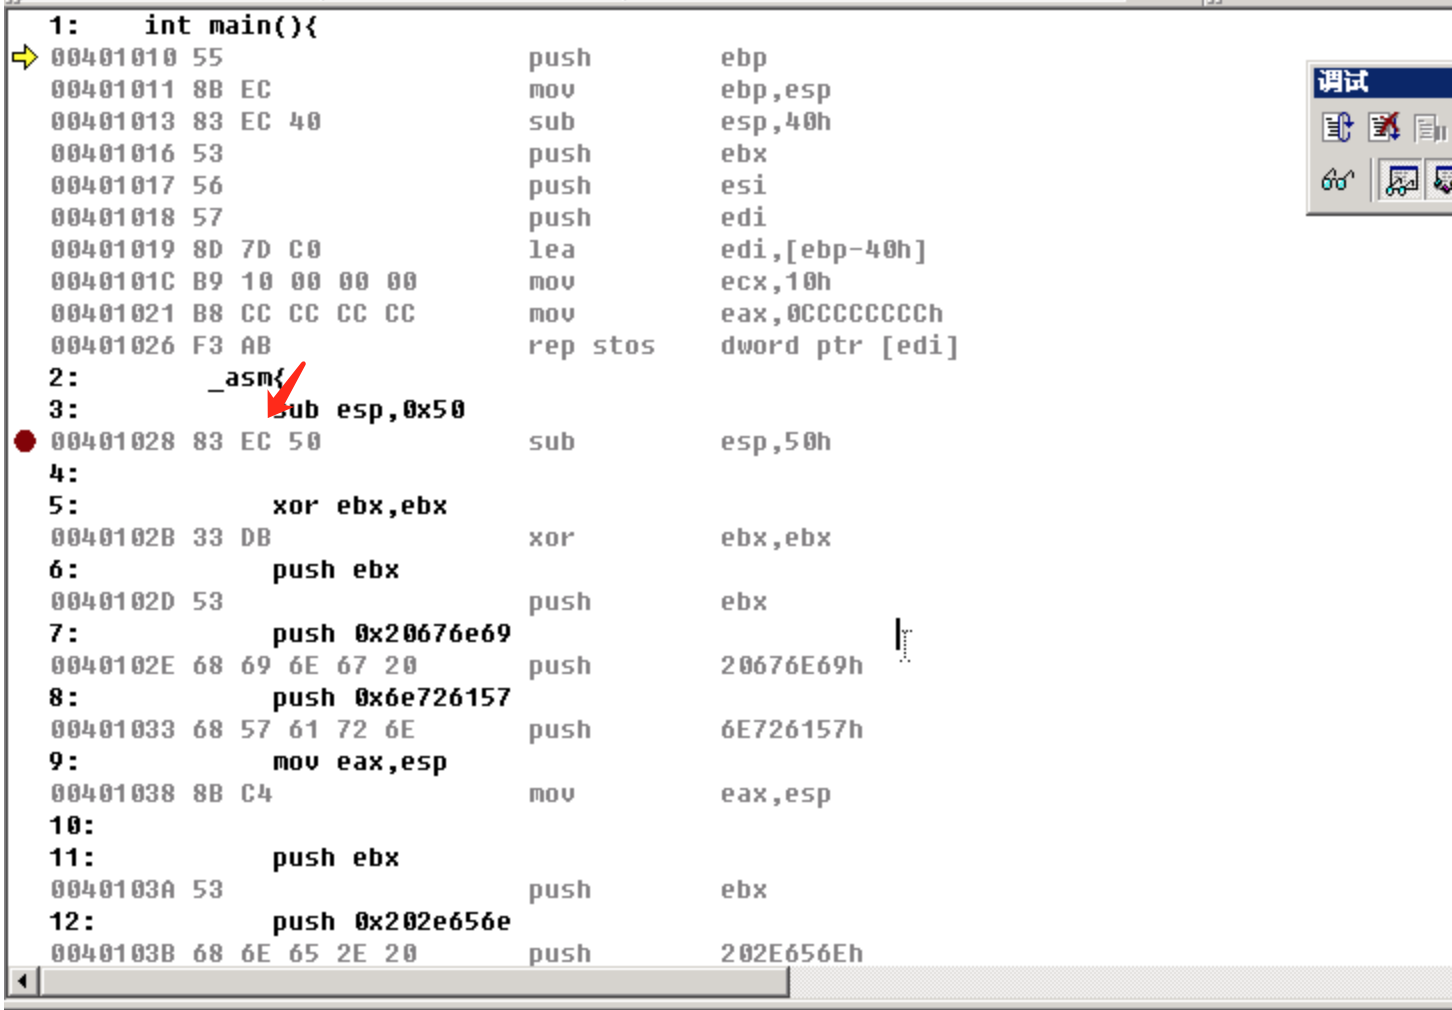 1: int main(){
00401010 55 push ebp
00401011 8B EC mov ebp,esp
00401013 83 EC 40 sub esp,40h
00401016 53 push ebx
00401017 56 push esi
00401018 57 push edi
00401019 8D 7D C0 lea edi,[ebp-40h]
0040101C B9 10 00 00 00 mov ecx,10h
00401021 B8 CC CC CC CC mov eax,0CCCCCCCCh
00401026 F3 AB rep stos dword ptr [edi]
2: _asm{
3: sub esp,0x50
00401028 83 EC 50 sub esp,50h
4:
5: xor ebx,ebx
0040102B 33 DB xor ebx,ebx
6: push ebx
0040102D 53 push ebx
7: push 0x20676e69
0040102E 68 69 6E 67 20 push 20676E69h
8: push 0x6e726157
00401033 68 57 61 72 6E push 6E726157h
9: mov eax,esp
00401038 8B C4 mov eax,esp
10:
11: push ebx
0040103A 53 push ebx
12: push 0x202e656e
0040103B 68 6E 65 2E 20 push 202E656Eh
调试